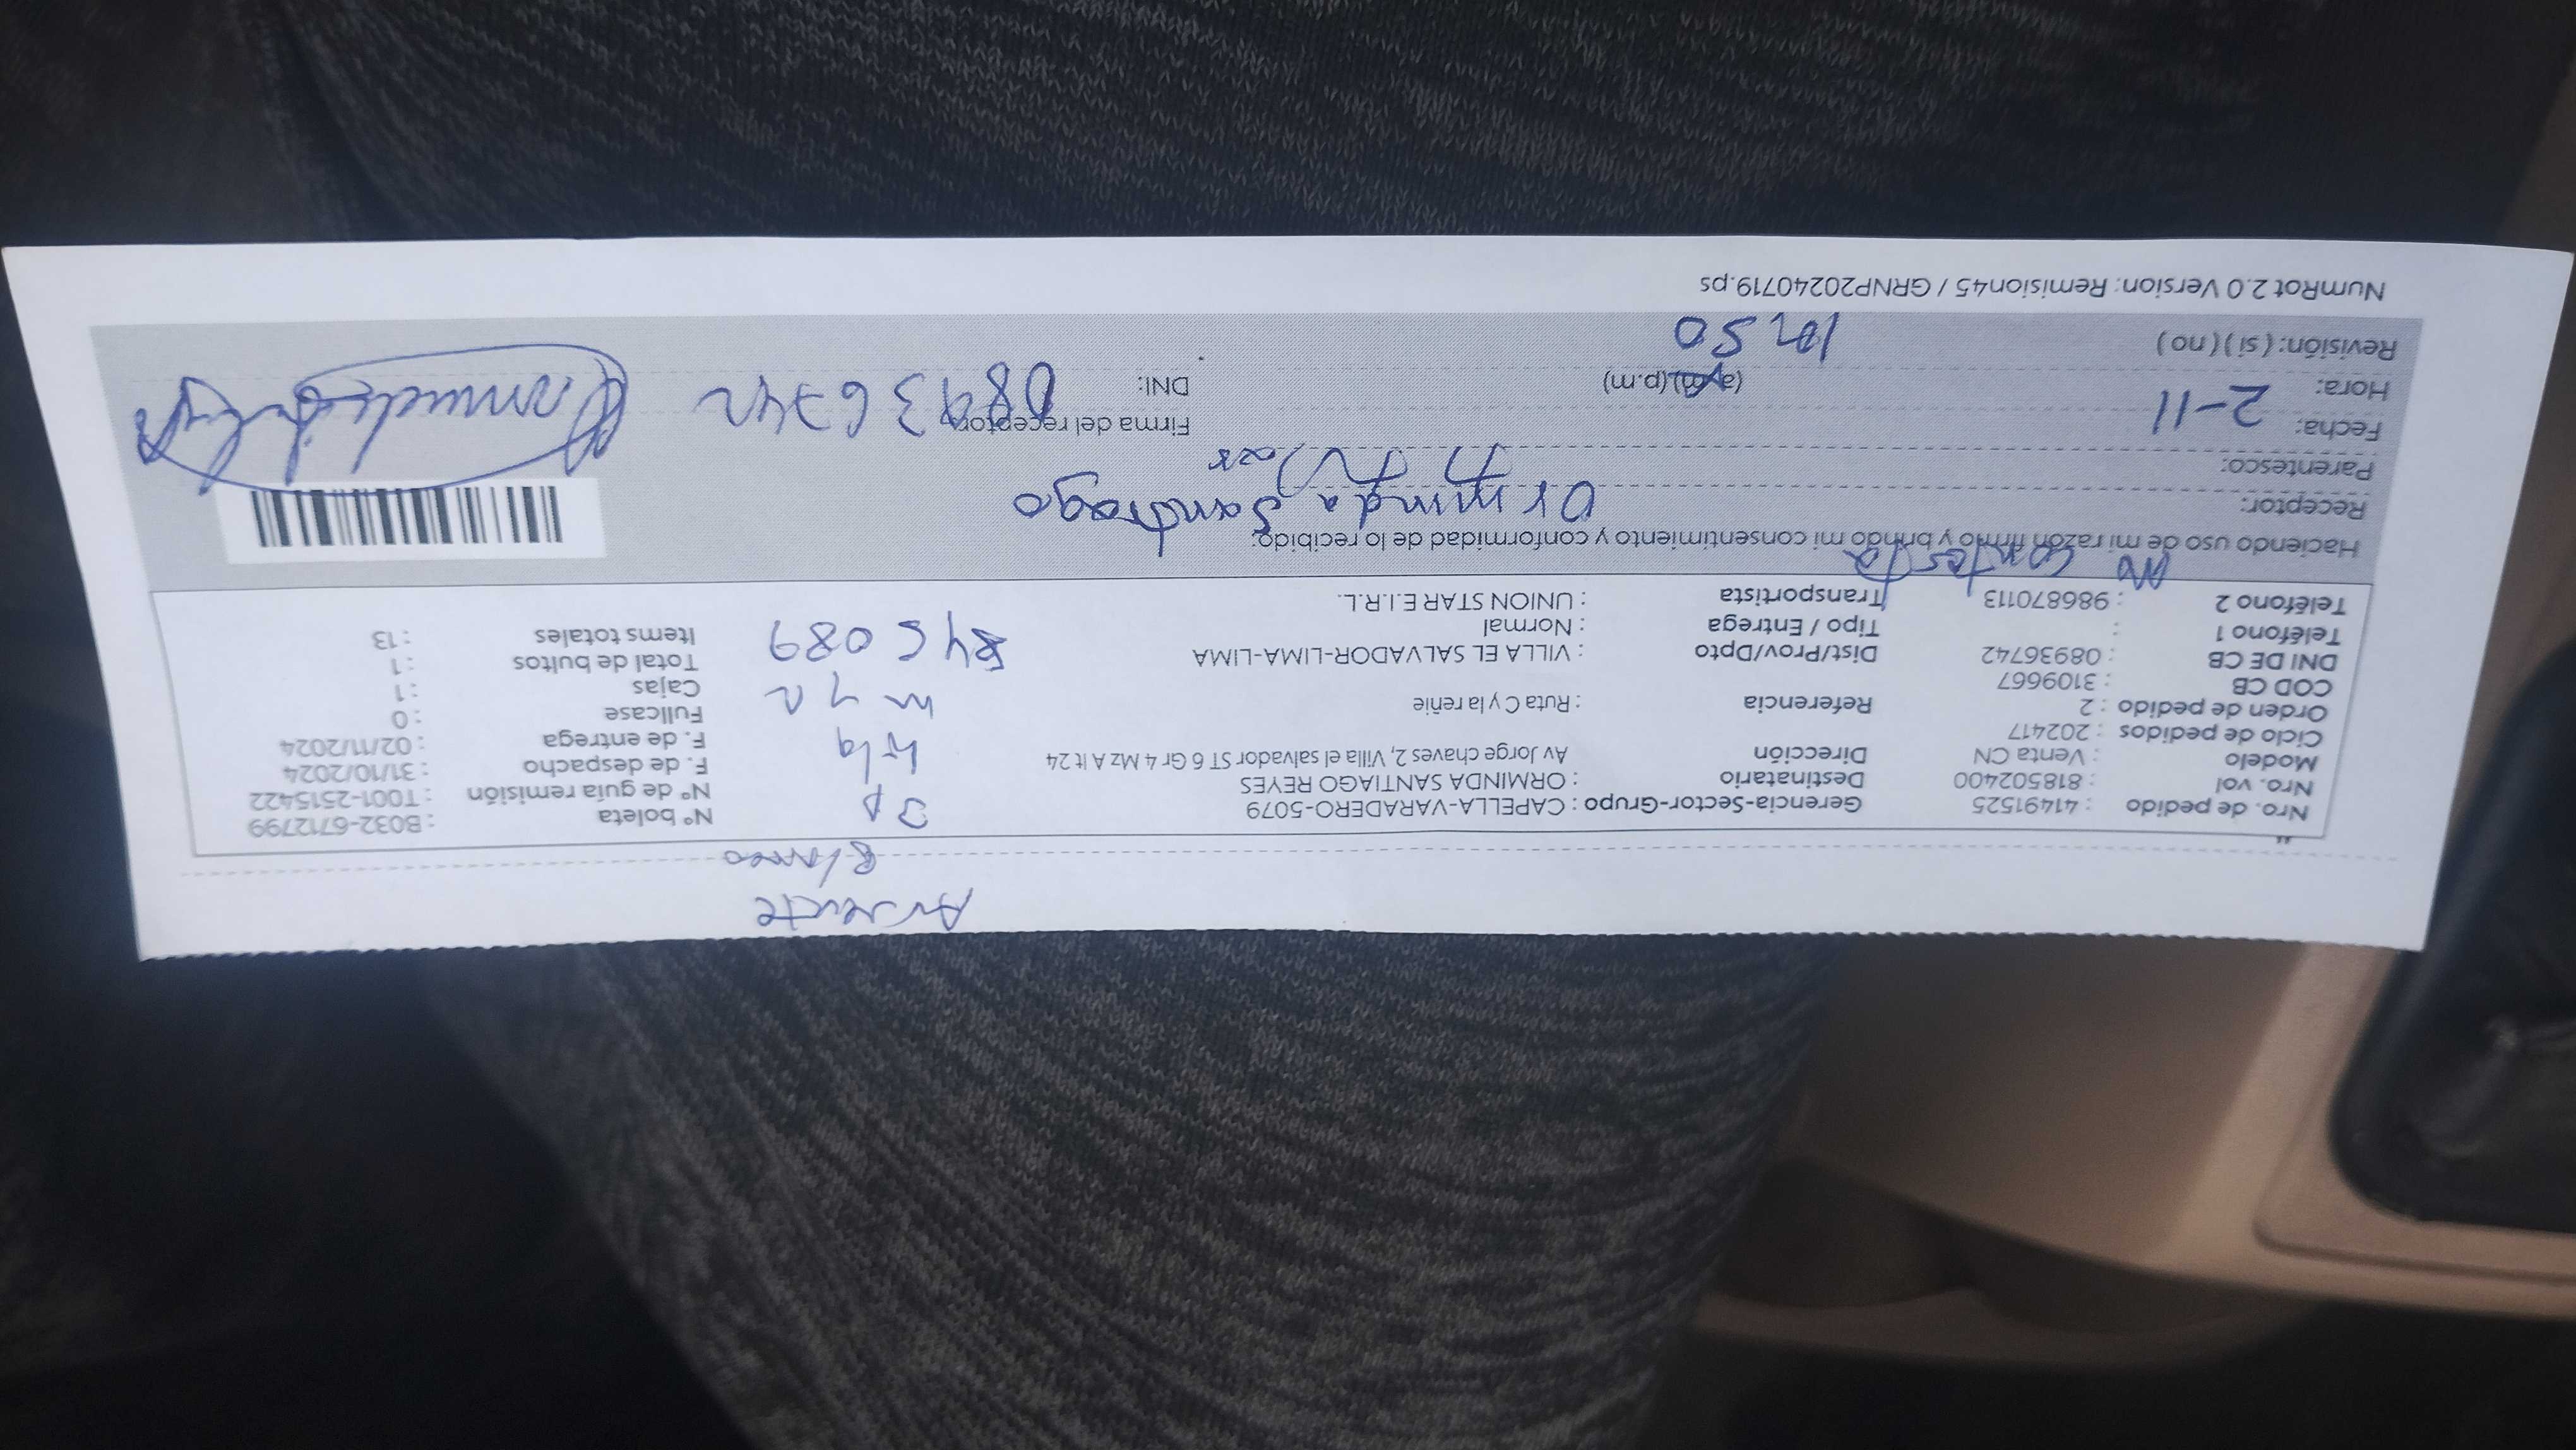 Ausente
Blanco
Nro. de pedido : 41491525 Gerencia-Sector-Grupo : CAPELLA-VARADERO-5079 3 p N° boleta : B032-6712799
Nro. vol : 818502400 Destinatario : ORMINDA SANTIAGO REYES N° de guía remisión : T001-2515422
Modelo : Venta CN Dirección Av Jorge chaves 2, Villa el salvador ST 6 Gr 4 Mz A lt 24 F. de despacho : 31/10/2024
Ciclo de pedidos : 202417 F. de entrega : 02/11/2024
Orden de pedido : 2 Referencia : Ruta C y la reñie Fullcase : 0
COD CB : 3109667 Cajas : 1
DNI DE CB : 08936742 Dist/Prov/Dpto : VILLA EL SALVADOR-LIMA-LIMA Total de bultos : 1
Teléfono 1 : Tipo / Entrega : Normal 089 Items totales : 13
Teléfono 2 : 986870113 Transportista : UNION STAR E.I.R.L.
No contesta
Haciendo uso de mi razón firmo y brindo mi consentimiento y conformidad de lo recibido:
Receptor: Orminda Santiago
Parentesco:
Fecha: 2-11 Firma del receptor
Hora: (a.m)(p.m) DNI: 08936742
Revisión: ( si ) ( no )
NumRot 2.0 Version: Remision45 / GRNP20240719.ps